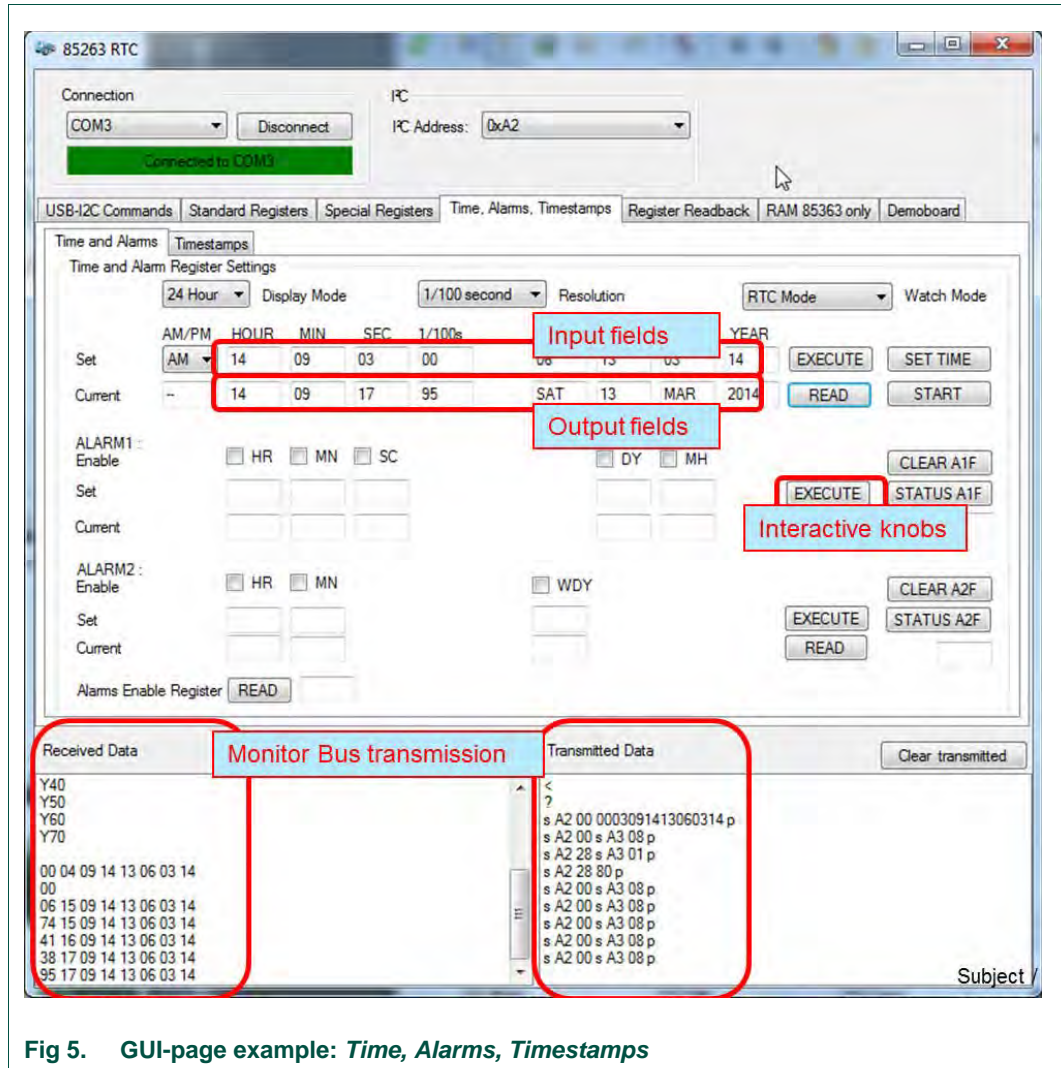 85263 RTC
Connection
I²C
COM3 Disconnect I²C Address: 0xA2
Connected to COM3
USB-I2C Commands Standard Registers Special Registers Time, Alarms, Timestamps Register Readback RAM 85363 only Demoboard
Time and Alarms Timestamps
Time and Alarm Register Settings
24 Hour Display Mode 1/100 second Resolution RTC Mode Watch Mode
AM/PM HOUR MIN SEC 1/100s YEAR
Input fields
Set AM 14 09 03 00 06 13 03 14 EXECUTE SET TIME
Current -- 14 09 17 95 SAT 13 MAR 2014 READ START
Output fields
ALARM1 :
Enable HR MN SC DY MH CLEAR A1F
Set EXECUTE STATUS A1F
Current
Interactive knobs
ALARM2 :
Enable HR MN WDY CLEAR A2F
Set EXECUTE STATUS A2F
Current READ
Alarms Enable Register READ
Received Data
Monitor Bus transmission
Transmitted Data
Clear transmitted
Y40
Y50
Y60
Y70
00 04 09 14 13 06 03 14
00
06 15 09 14 13 06 03 14
74 15 09 14 13 06 03 14
41 16 09 14 13 06 03 14
38 17 09 14 13 06 03 14
95 17 09 14 13 06 03 14
<
?
s A2 00 0003091413060314 p
s A2 00 s A3 08 p
s A2 28 s A3 01 p
s A2 28 80 p
s A2 00 s A3 08 p
s A2 00 s A3 08 p
s A2 00 s A3 08 p
s A2 00 s A3 08 p
s A2 00 s A3 08 p
Subject /
Fig 5. GUI-page example: Time, Alarms, Timestamps